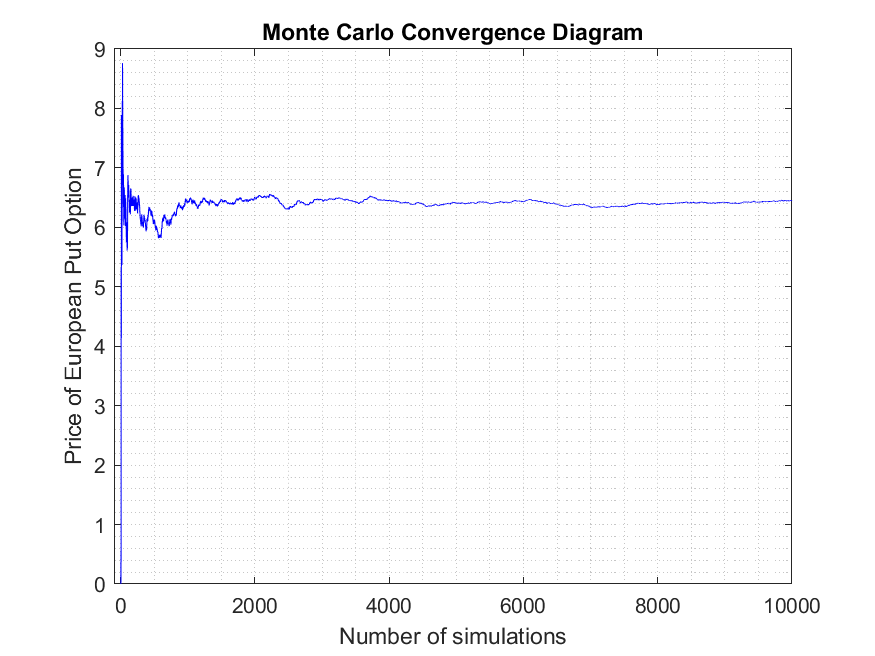 Monte Carlo Convergence Diagram
9
8
7
6
5
4
3
2
1
0
Price of European Put Option
0 2000 4000 6000 8000 10000
Number of simulations